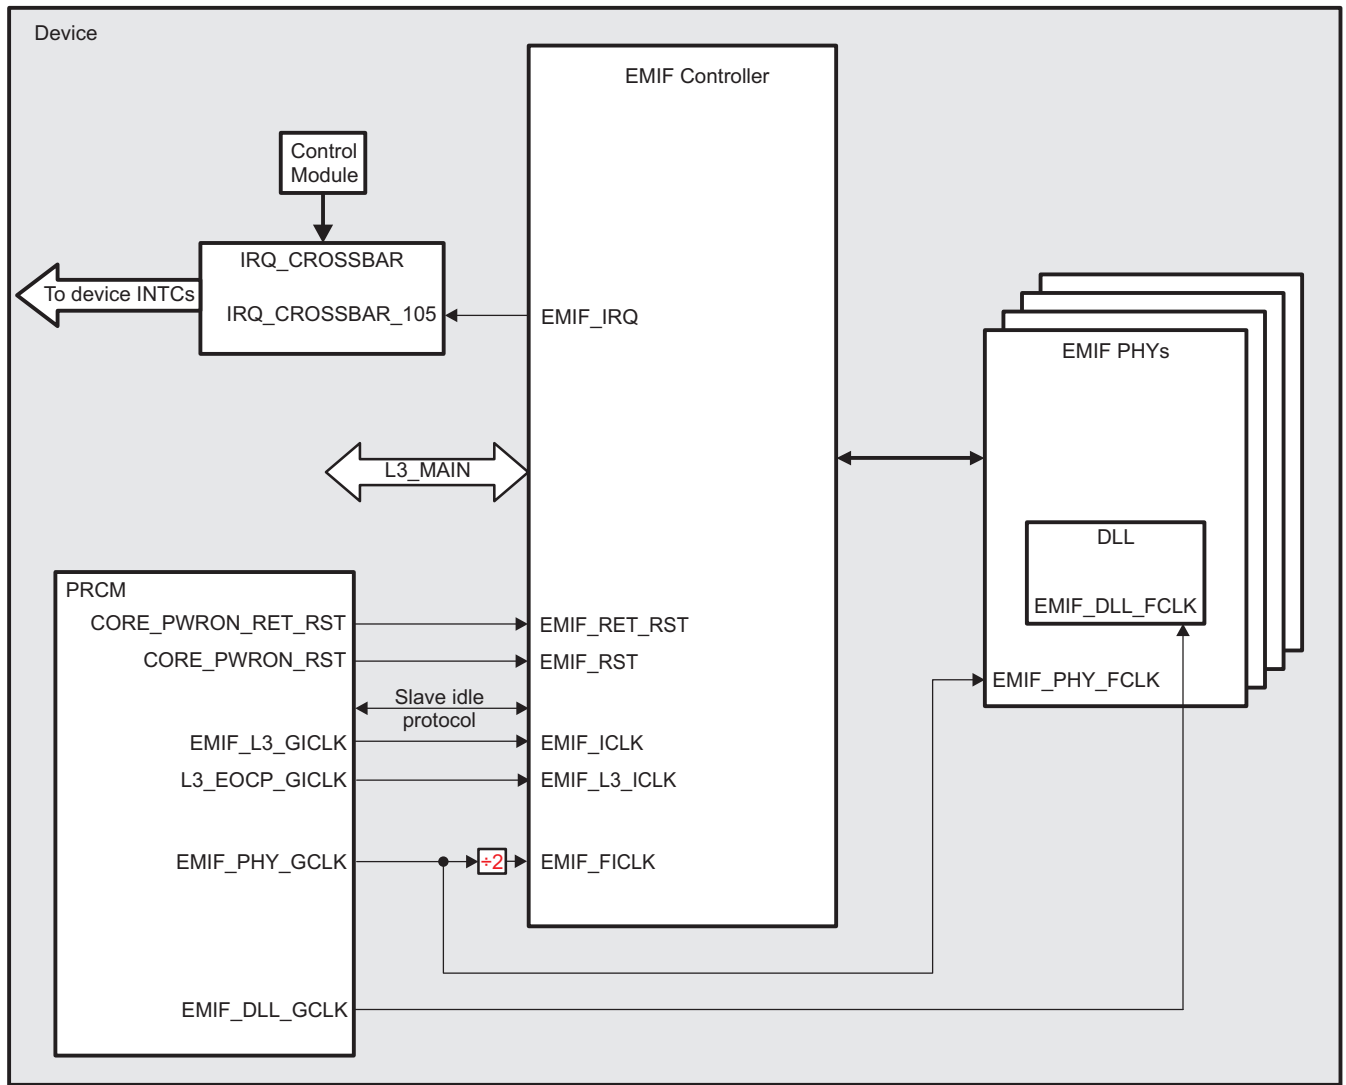 Device
EMIF Controller
Control
Module
IRQ_CROSSBAR
To device INTCs
IRQ_CROSSBAR_105
EMIF_IRQ
EMIF PHYs
L3_MAIN
DLL
EMIF_DLL_FCLK
EMIF_PHY_FCLK
PRCM
CORE_PWRON_RET_RST
EMIF_RET_RST
CORE_PWRON_RST
EMIF_RST
Slave idle
protocol
EMIF_L3_GICLK
EMIF_ICLK
L3_EOCP_GICLK
EMIF_L3_ICLK
EMIF_PHY_GCLK
÷2
EMIF_FICLK
EMIF_DLL_GCLK